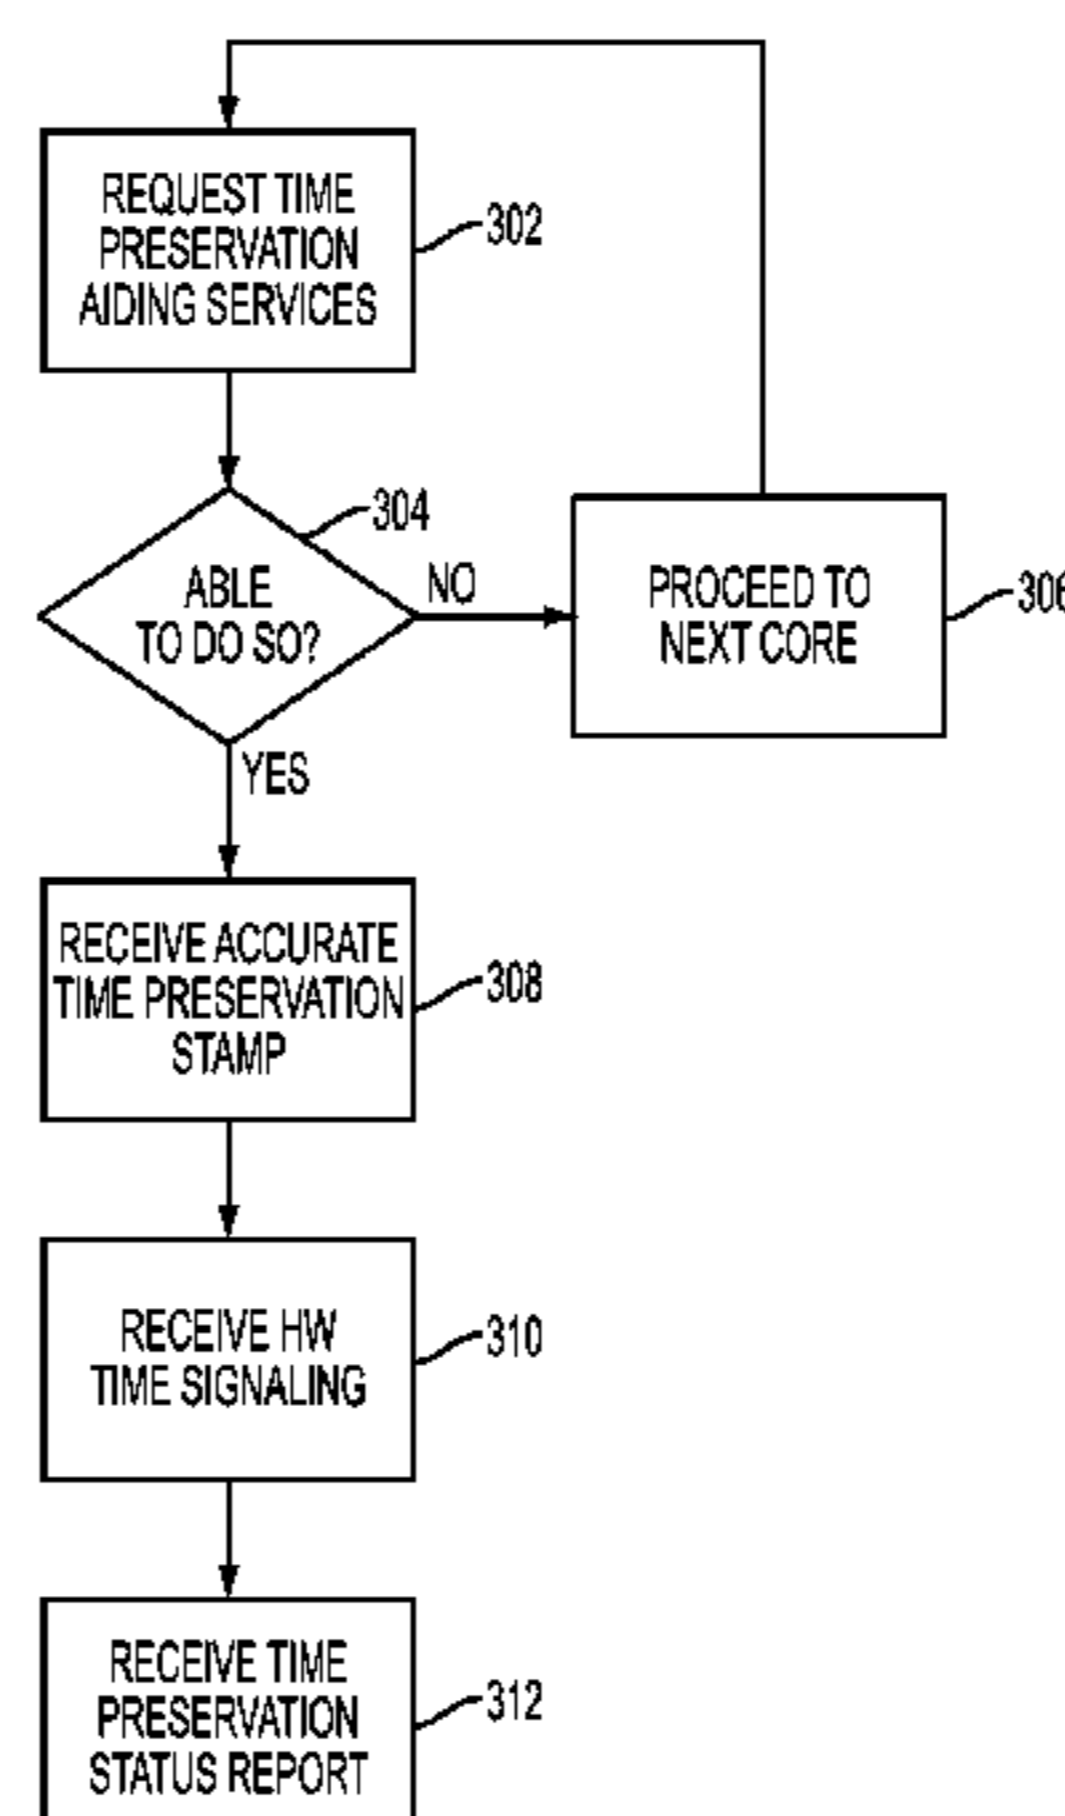 REQUEST TIME
PRESERVATION
AIDING SERVICES
302
304
ABLE
TO DO SO?
NO
PROCEED TO
NEXT CORE
306
YES
RECEIVE ACCURATE
TIME PRESERVATION
STAMP
308
RECEIVE HW
TIME SIGNALING
310
RECEIVE TIME
PRESERVATION
STATUS REPORT
312